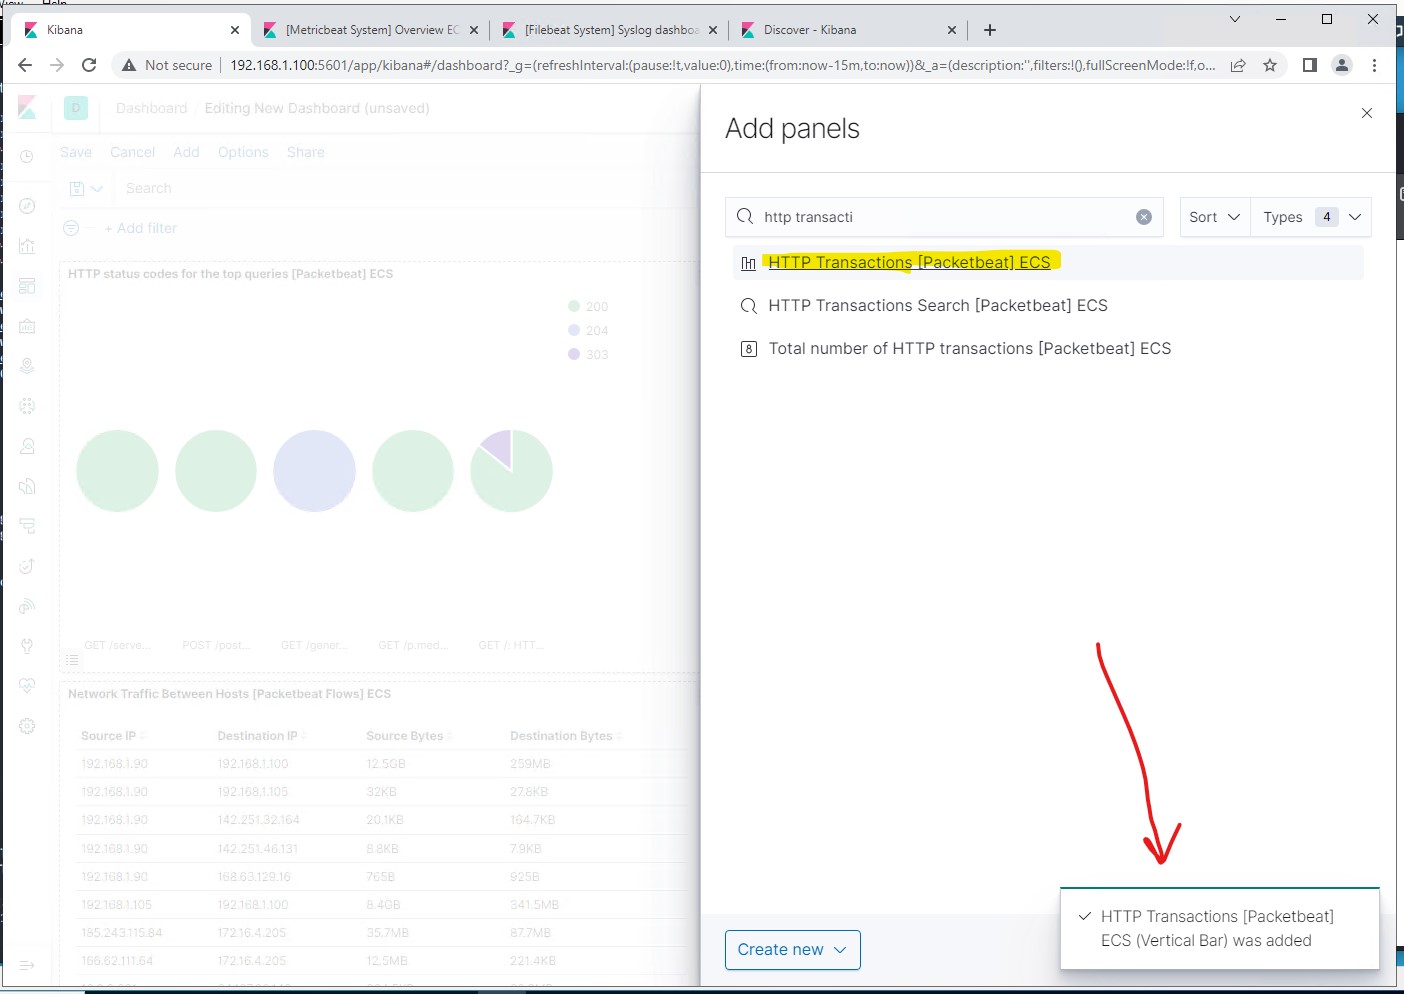 Help
Kibana
[Metricbeat System] Overview EC
[Filebeat System] Syslog dashboa
Discover - Kibana
Not secure
192.168.1.100:5601/app/kibana#/dashboard?_g=(refreshInterval:(pause:!t,value:0),time:(from:now-15m,to:now))&_a=(description:'',filters:!(),fullScreenMode:!f,o...
D
Dashboard
Editing New Dashboard (unsaved)
Save Cancel Add Options Share
Search
+ Add filter
HTTP status codes for the top queries [Packetbeat] ECS
200
204
303
GET /serve... POST /post... GET /gener... GET /p.med... GET /: HTT...
Network Traffic Between Hosts [Packetbeat Flows] ECS
Source IP Destination IP Source Bytes Destination Bytes
192.168.1.90 192.168.1.100 12.5GB 259MB
192.168.1.90 192.168.1.105 32KB 27.8KB
192.168.1.90 142.251.32.164 20.1KB 164.7KB
192.168.1.90 142.251.46.131 8.8KB 7.9KB
192.168.1.90 168.63.129.16 765B 925B
192.168.1.105 192.168.1.100 8.4GB 341.5MB
185.243.115.84 172.16.4.205 35.7MB 87.7MB
166.62.111.64 172.16.4.205 12.5MB 221.4KB
Add panels
http transacti
Sort
Types 4
HTTP Transactions [Packetbeat] ECS
HTTP Transactions Search [Packetbeat] ECS
8 Total number of HTTP transactions [Packetbeat] ECS
Create new
HTTP Transactions [Packetbeat]
ECS (Vertical Bar) was added